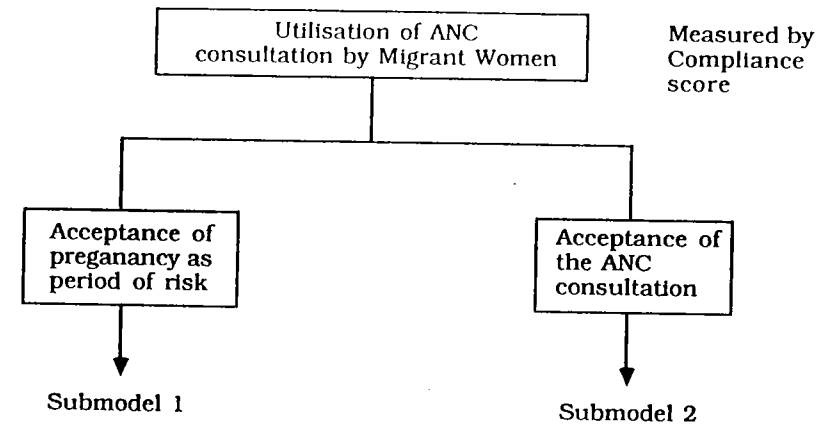 Utilisation of ANC
consultation by Migrant Women
Measured by
Compliance
score
Acceptance of
preganancy as
period of risk
Acceptance of
the ANC
consultation
Submodel 1
Submodel 2